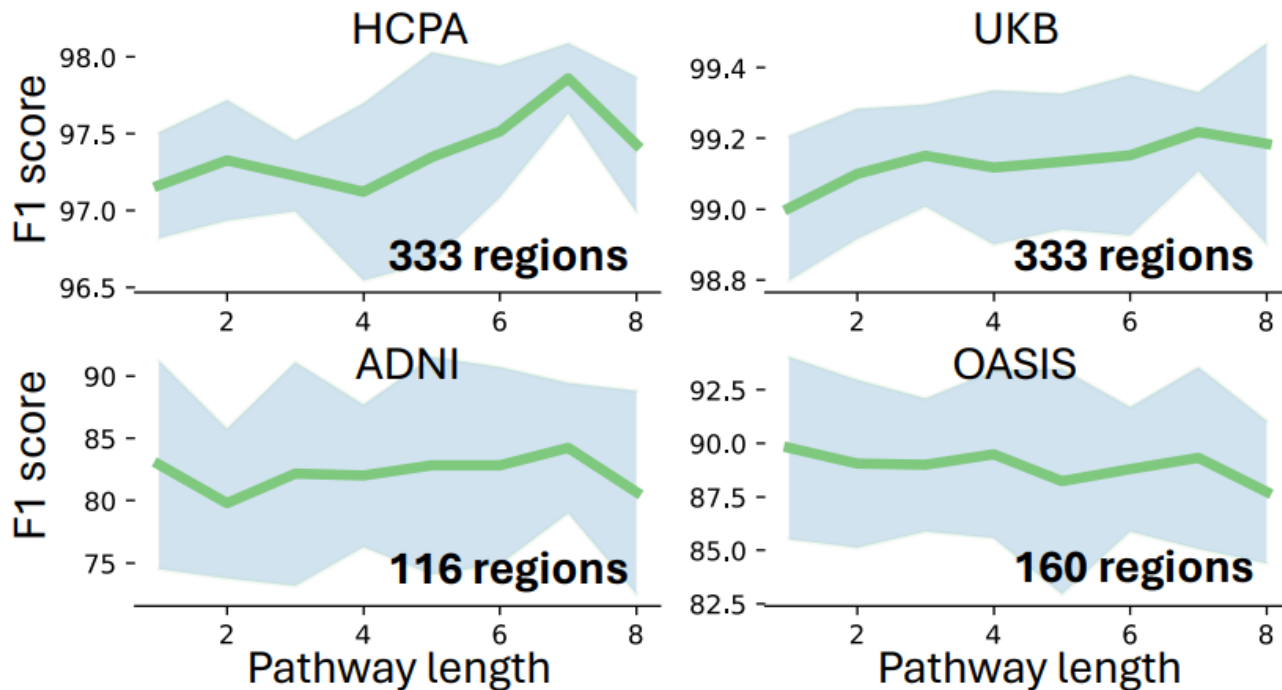 HCPA
F1 score
98.0
97.5
97.0
96.5
333 regions
2 4 6 8
UKB
99.4
99.2
99.0
98.8
333 regions
2 4 6 8
ADNI
F1 score
90
85
80
75
116 regions
2 4 6 8
Pathway length
OASIS
92.5
90.0
87.5
85.0
82.5
160 regions
2 4 6 8
Pathway length